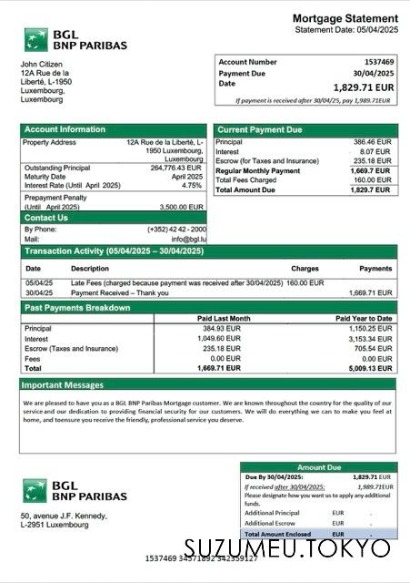 Mortgage Statement
Statement Date: 05/04/2025
BGL
BNP PARIBAS
John Citizen
12A Rue de la
Liberté, L-1950
Luxembourg,
Luxembourg
Account Number 1537469
Payment Due 30/04/2025
Date
1,829.71 EUR
If payment is received after 30/04/25, pay 1,989.71EUR
Account Information
Property Address 12A Rue de la Liberté, L-
1950 Luxembourg,
Luxembourg
Outstanding Principal 264,776.43 EUR
Maturity Date April 2025
Interest Rate (Until April 2025) 4.75%
Prepayment Penalty
(Until April 2025) 3,500.00 EUR
Contact Us
By Phone: (+352) 42 42 - 2000
Mail: info@bgl.lu
Current Payment Due
Principal 386.46 EUR
Interest 8.07 EUR
Escrow (for Taxes and Insurance) 235.18 EUR
Regular Monthly Payment 1,669.7 EUR
Total Fees Charged 160.00 EUR
Total Amount Due 1,829.7 EUR
Transaction Activity (05/04/2025 – 30/04/2025)
Date Description Charges Payments
05/04/25 Late Fees (charged because payment was received after 30/04/2025) 160.00 EUR
30/04/25 Payment Received – Thank you 1,669.71 EUR
Past Payments Breakdown
Paid Last Month Paid Year to Date
Principal 384.93 EUR 1,150.25 EUR
Interest 1,049.60 EUR 3,153.34 EUR
Escrow (Taxes and Insurance) 235.18 EUR 705.54 EUR
Fees 0.00 EUR 0.00 EUR
Total 1,669.71 EUR 5,009.13 EUR
Important Messages
We are pleased to have you as a BGL BNP Paribas Mortgage customer. We are known throughout the country for the quality of our
service and our dedication to providing financial security for our customers. We will do everything we can to make you feel at
home, and to ensure you receive the friendly, professional service you deserve.
BGL
BNP PARIBAS
50, avenue J.F. Kennedy,
L-2951 Luxembourg
Amount Due
Due By 30/04/2025: 1,829.71 EUR
If received after 30/04/2025: 1,989.71EUR
Please designate how you want us to apply any additional
funds.
Additional Principal EUR .
Additional Escrow EUR .
Total Amount Enclosed EUR .
1537469 34571892 342359127
SUZUMEU.TOKYO